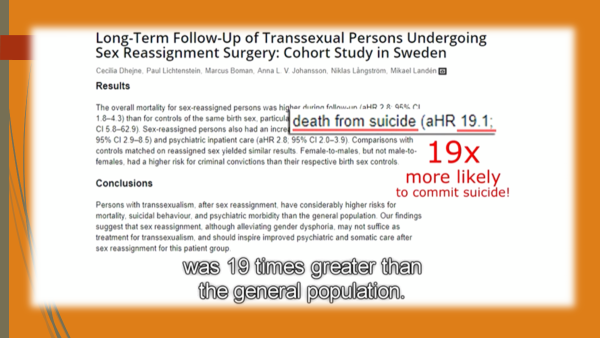 Long-Term Follow-Up of Transsexual Persons Undergoing
Sex Reassignment Surgery: Cohort Study in Sweden
Cecilia Dhejne, Paul Lichtenstein, Marcus Boman, Anna L. V. Johansson, Niklas Långström, Mikael Landén
Results
The overall mortality for sex-reassigned persons was higher during follow-up (aHR 2.8; 95% CI
1.8–4.3) than for controls of the same birth sex, particula
death from suicide (aHR 19.1;
CI 5.8–62.9). Sex-reassigned persons also had an incre
95% CI 2.9–8.5) and psychiatric inpatient care (aHR 2.8; 95% CI 2.0–3.9). Comparisons with
controls matched on reassigned sex yielded similar results. Female-to-males, but not male-to-
females, had a higher risk for criminal convictions than their respective birth sex controls.
19x
more likely
to commit suicide!
Conclusions
Persons with transsexualism, after sex reassignment, have considerably higher risks for
mortality, suicidal behaviour, and psychiatric morbidity than the general population. Our findings
suggest that sex reassignment, although alleviating gender dysphoria, may not suffice as
treatment for transsexualism, and should inspire improved psychiatric and somatic care after
sex reassignment for this patient group.
was 19 times greater than
the general population.